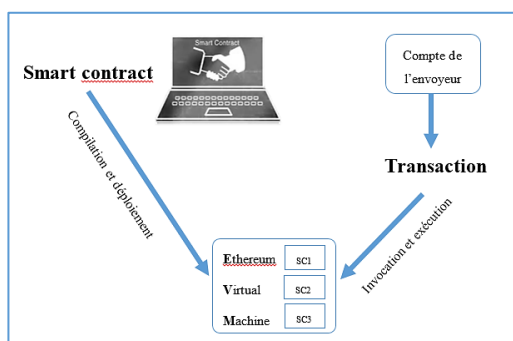 Smart Contract
Smart contract
Compte de
l'envoyeur
Compilation et déploiement
Transaction
Invocation et exécution
Ethereum
SC1
Virtual
SC2
Machine
SC3